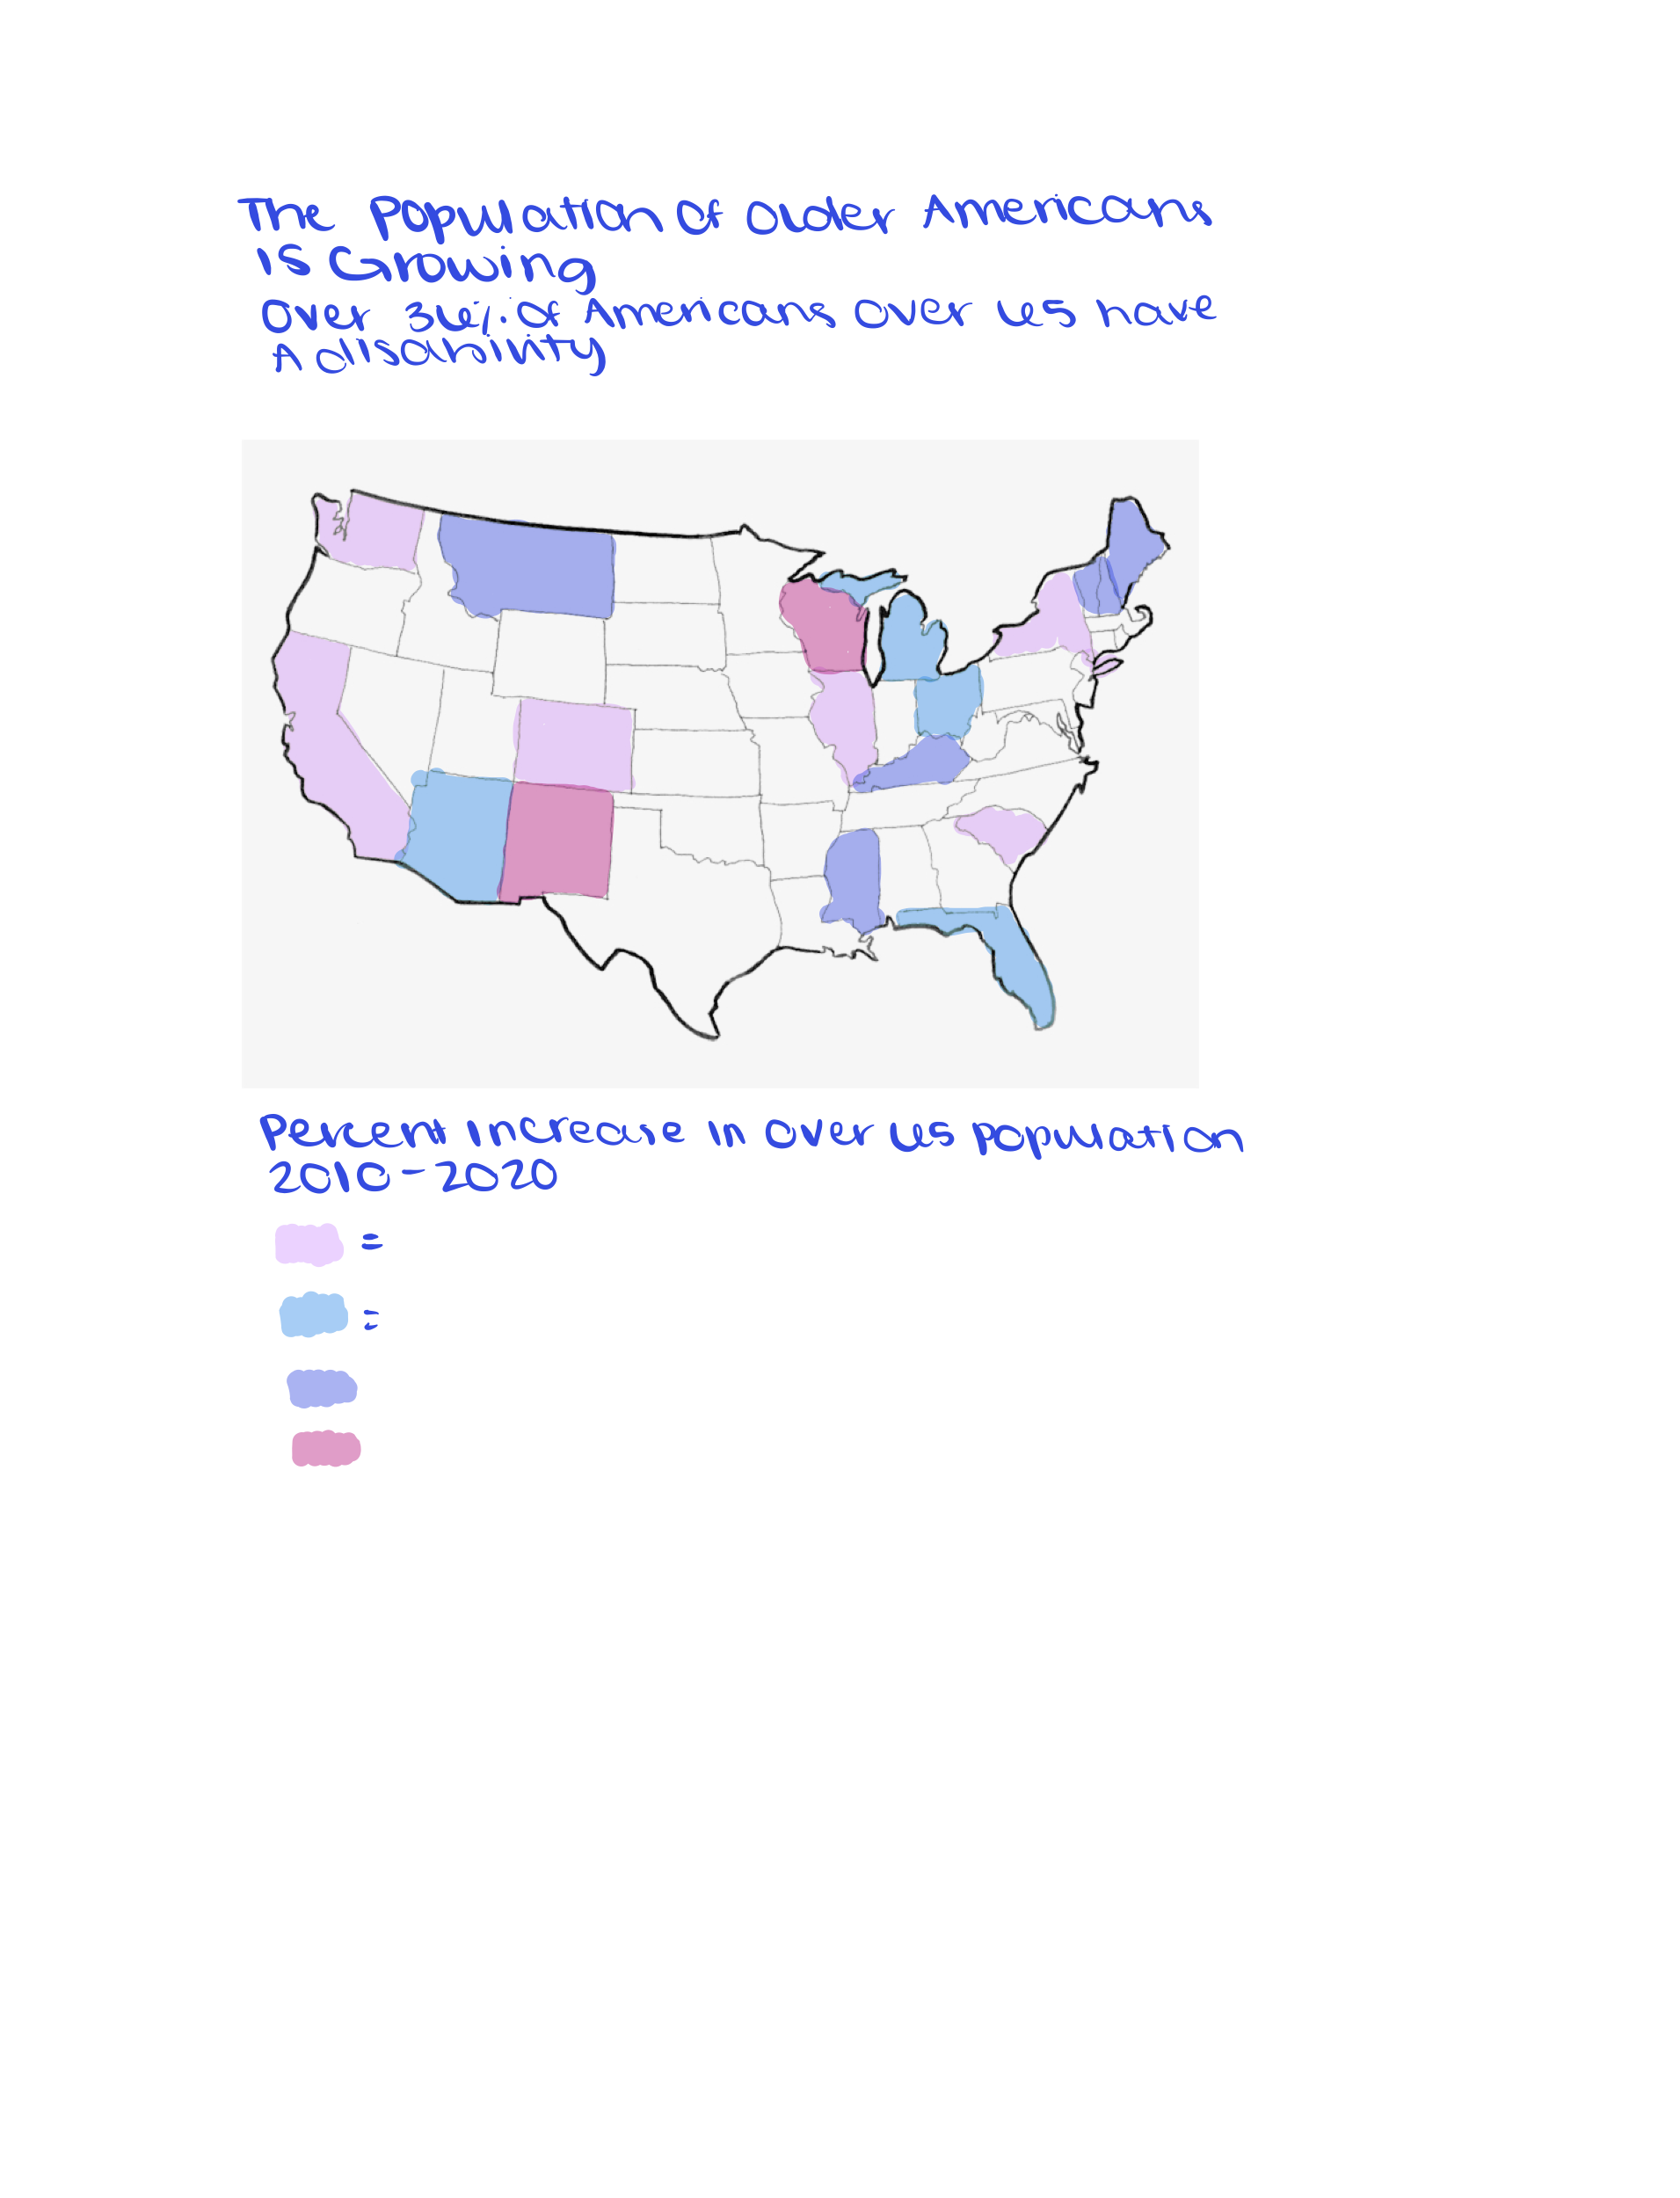 The Population Of Older Americans
Is Growing
Over 36% of Americans over 65 have
A disability
Percent Increase in over 65 population
2010-2020
=
=